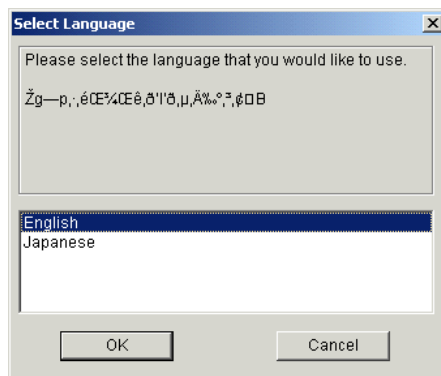 Select Language
Please select the language that you would like to use.
Žg—p‚·‚éŒ¾Œê‚ð'I'ð‚µ‚Ä‰º‚³‚¢□B
English
Japanese
OK
Cancel